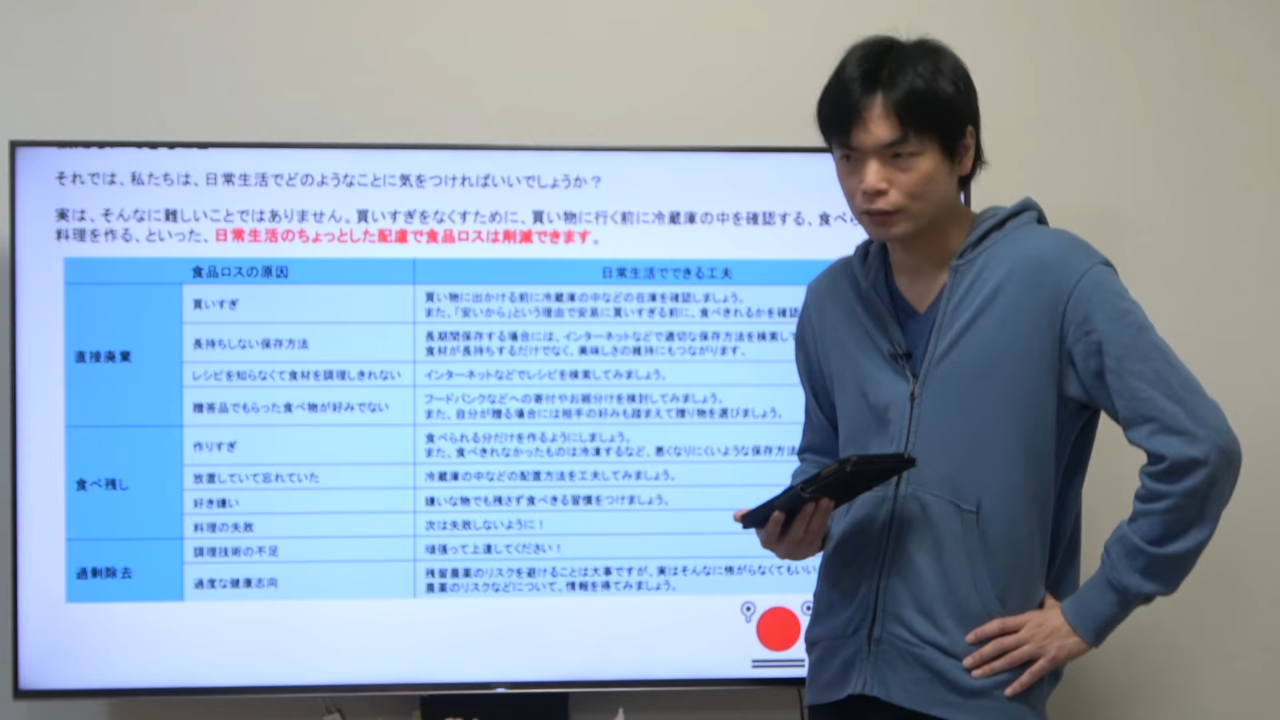 それでは、私たちは、日常生活でどのようなことに気をつければいいでしょうか？
実は、そんなに難しいことではありません。買いすぎをなくすために、買い物に行く前に冷蔵庫の中を確認する、食べ
料理を作る、といった、日常生活のちょっとした配慮で食品ロスは削減できます。
食品ロスの原因
日常生活でできる工夫
直接廃棄
買いすぎ
買い物に出かける前に冷蔵庫の中などの在庫を確認しましょう。
また、「安いから」という理由で安易に買いすぎる前に、食べきれるかを確認
長持ちしない保存方法
長期間保存する場合には、インターネットなどで適切な保存方法を検索して
食材が長持ちするだけでなく、美味しさの維持にもつながります。
レシピを知らなくて食材を調理しきれない
インターネットなどでレシピを検索してみましょう。
贈答品でもらった食べ物が好みでない
フードバンクなどへの寄付やお裾分けを検討してみましょう。
また、自分が贈る場合には相手の好みも踏まえて贈り物を選びましょう。
食べ残し
作りすぎ
食べられる分だけを作るようにしましょう。
また、食べきれなかったものは冷凍するなど、悪くなりにくいような保存方法
放置していて忘れていた
冷蔵庫の中などの配置方法を工夫してみましょう。
好き嫌い
嫌いな物でも残さず食べきる習慣をつけましょう。
料理の失敗
次は失敗しないように！
過剰除去
調理技術の不足
頑張って上達してください！
過度な健康志向
残留農薬のリスクを避けることは大事ですが、実はそんなに怖がらなくてもいい
農薬のリスクなどについて、情報を得てみましょう。